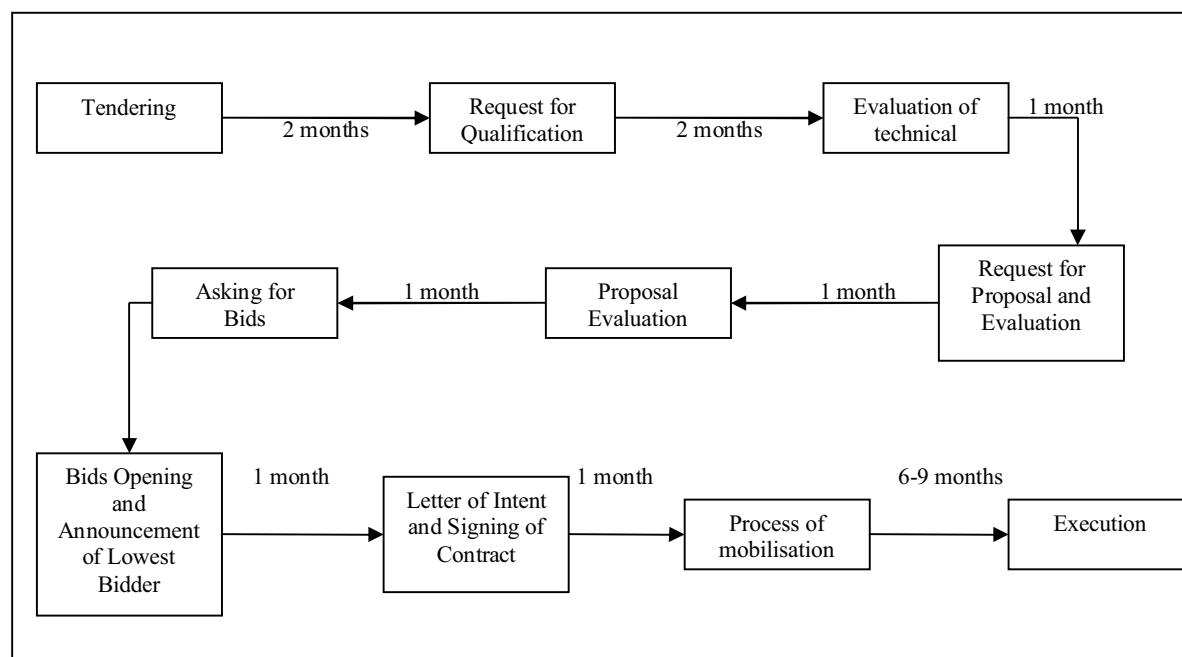 Tendering
2 months
Request for
Qualification
2 months
Evaluation of
technical
1 month
Request for
Proposal and
Evaluation
1 month
Proposal
Evaluation
1 month
Asking for
Bids
Bids Opening
and
Announcement
of Lowest
Bidder
1 month
Letter of Intent
and Signing of
Contract
1 month
Process of
mobilisation
6-9 months
Execution